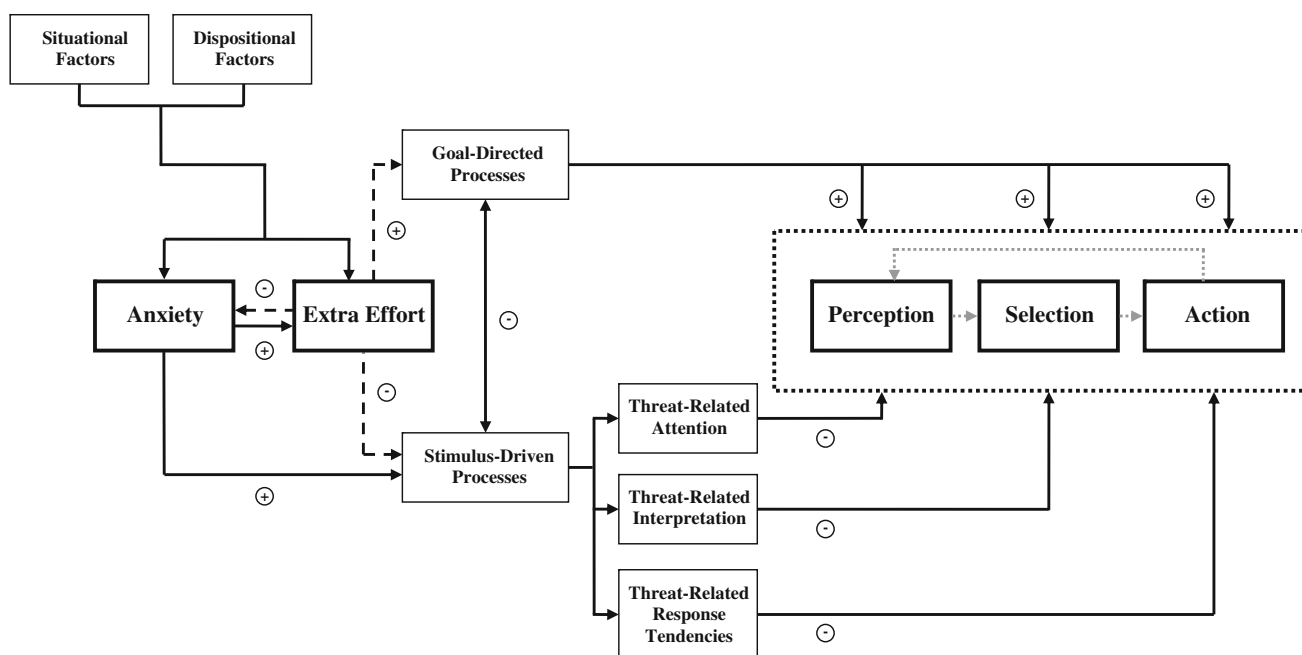 Situational
Factors
Dispositional
Factors
Goal-Directed
Processes
+
+
+
+
-
Anxiety
Extra Effort
+
-
-
Perception
Selection
Action
Threat-Related
Attention
-
Stimulus-Driven
Processes
+
Threat-Related
Interpretation
-
Threat-Related
Response
Tendencies
-